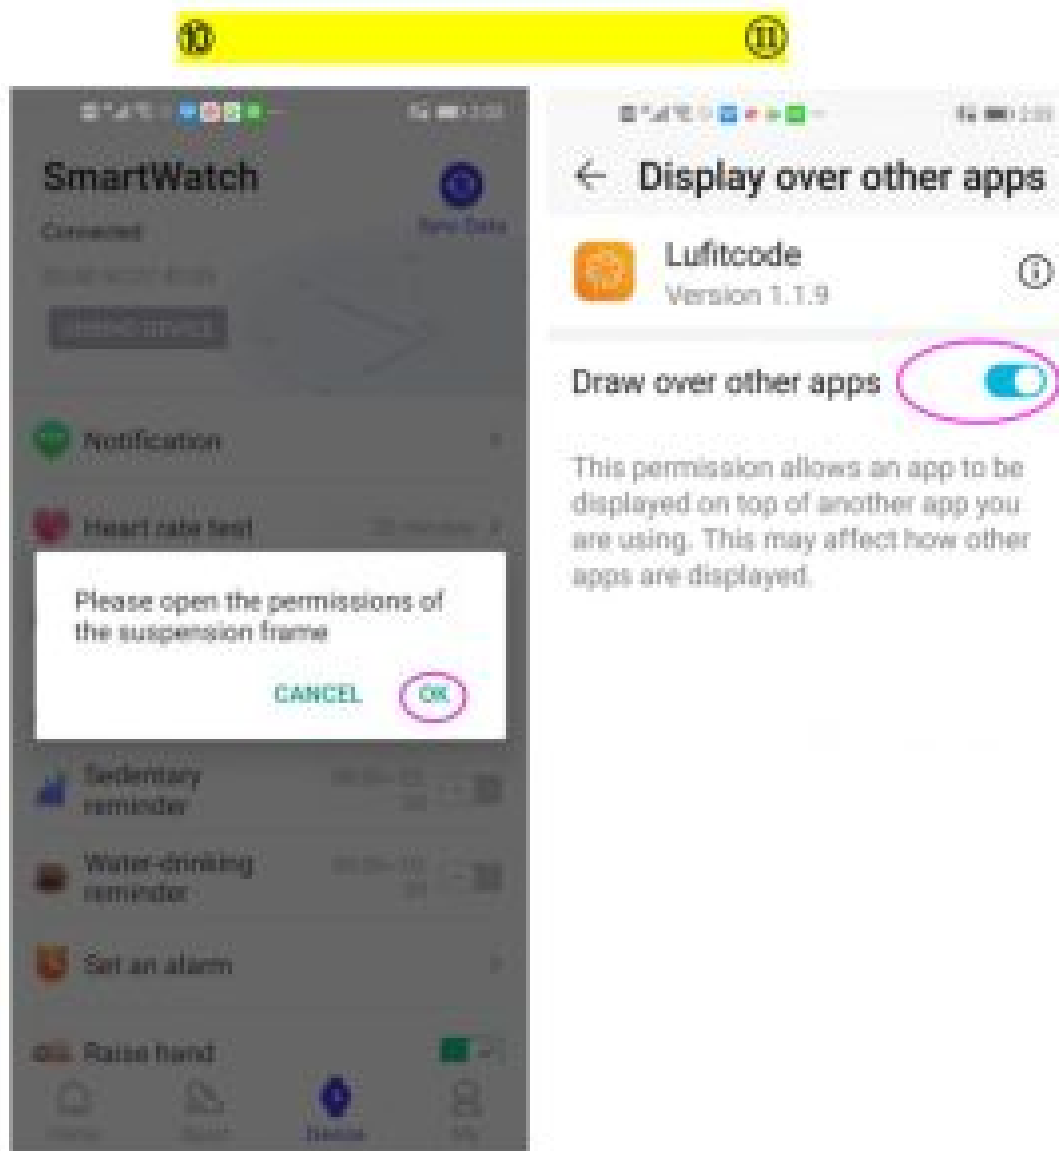 ⑩ ⑪
SmartWatch
Connected
Sync Data
Notification
Heart rate test
Please open the permissions of
the suspension frame
CANCEL OK
Sedentary
reminder
Water-drinking
reminder
Set an alarm
Raise hand
Device
Display over other apps
Lufitcode
Version 1.1.9
Draw over other apps
This permission allows an app to be
displayed on top of another app you
are using. This may affect how other
apps are displayed.